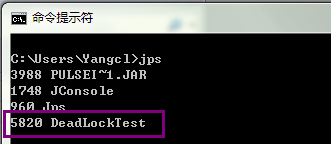 命令提示符
C:\Users\Yangcl>jps
3988 PULSEI~1.JAR
1748 JConsole
960 Jps
5820 DeadLockTest